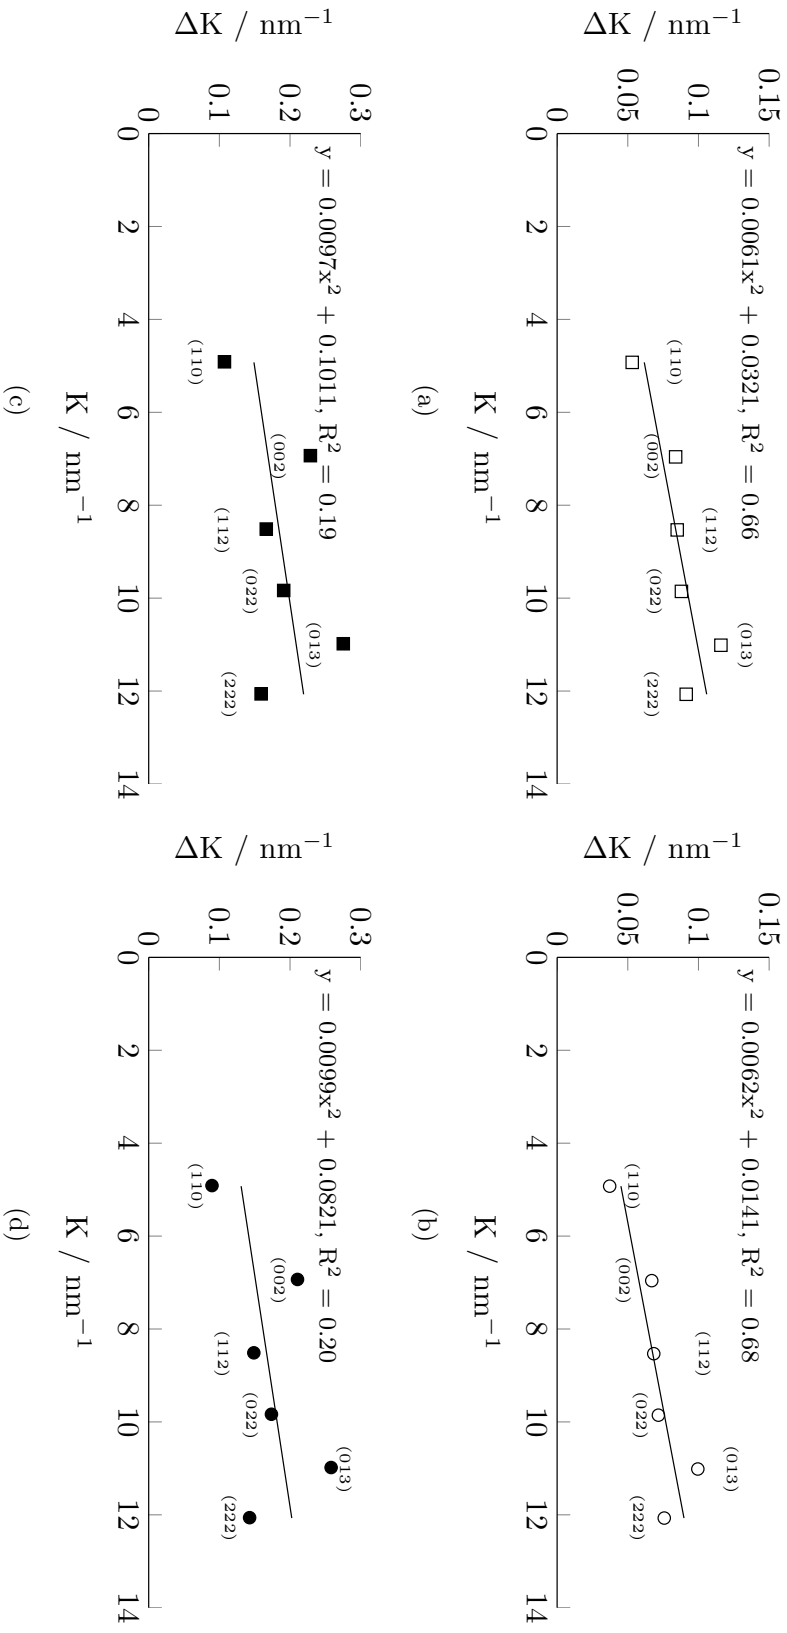 ΔK / nm⁻¹
0.15
0.1
0.05
0
0 2 4 6 8 10 12 14
y = 0.0061x² + 0.0321, R² = 0.66
(110)
(002)
(112)
(022)
(013)
(222)
K / nm⁻¹
(a)
ΔK / nm⁻¹
0.15
0.1
0.05
0
0 2 4 6 8 10 12 14
y = 0.0062x² + 0.0141, R² = 0.68
(110)
(002)
(112)
(022)
(013)
(222)
K / nm⁻¹
(b)
ΔK / nm⁻¹
0.3
0.2
0.1
0
0 2 4 6 8 10 12 14
y = 0.0097x² + 0.1011, R² = 0.19
(110)
(002)
(112)
(022)
(013)
(222)
K / nm⁻¹
(c)
ΔK / nm⁻¹
0.3
0.2
0.1
0
0 2 4 6 8 10 12 14
y = 0.0099x² + 0.0821, R² = 0.20
(110)
(002)
(112)
(022)
(013)
(222)
K / nm⁻¹
(d)